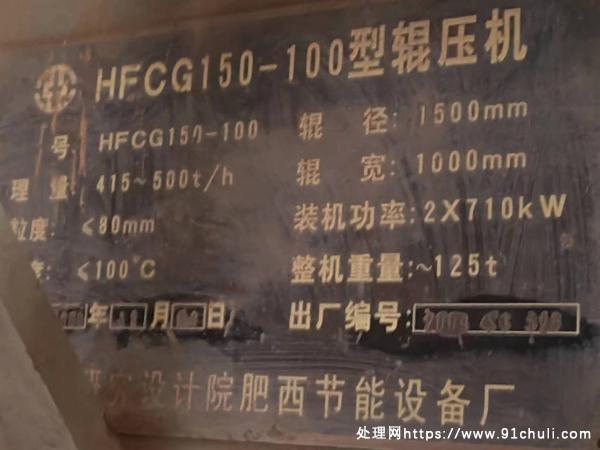 HFCG150-100型辊压机
号: HFCG150-100 辊 径: 1500mm
理 量: 415~500t/h 辊 宽: 1000mm
粒度: ≤80mm 装机功率: 2X710kW
度: ≤100°C 整机重量: ~125t
年 月 日 出厂编号:
研究设计院肥西节能设备厂
处理网https://www.91chuli.com